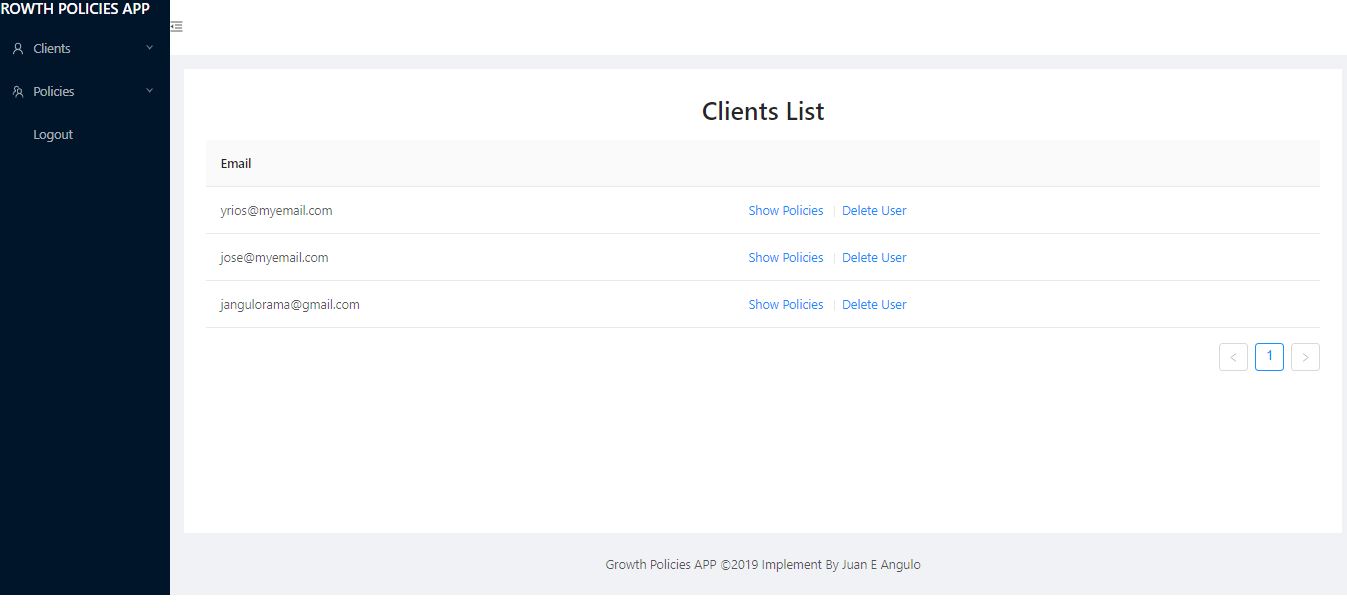 ROWTH POLICIES APP
Clients
Policies
Logout
Clients List
Email
yrios@myemail.com Show Policies Delete User
jose@myemail.com Show Policies Delete User
jangulorama@gmail.com Show Policies Delete User
< 1 >
Growth Policies APP ©2019 Implement By Juan E Angulo